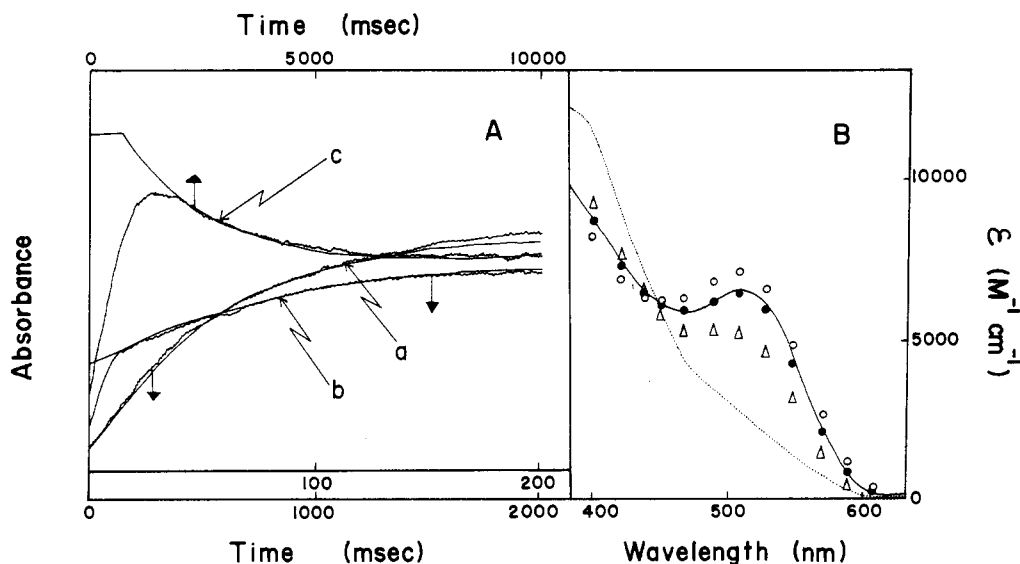 Time (msec)
0 5000 10000
A
B
c
a
b
Absorbance
10000
5000
0
ε (M⁻¹ cm⁻¹)
100 200
0 1000 2000
400 500 600
Time (msec)
Wavelength (nm)